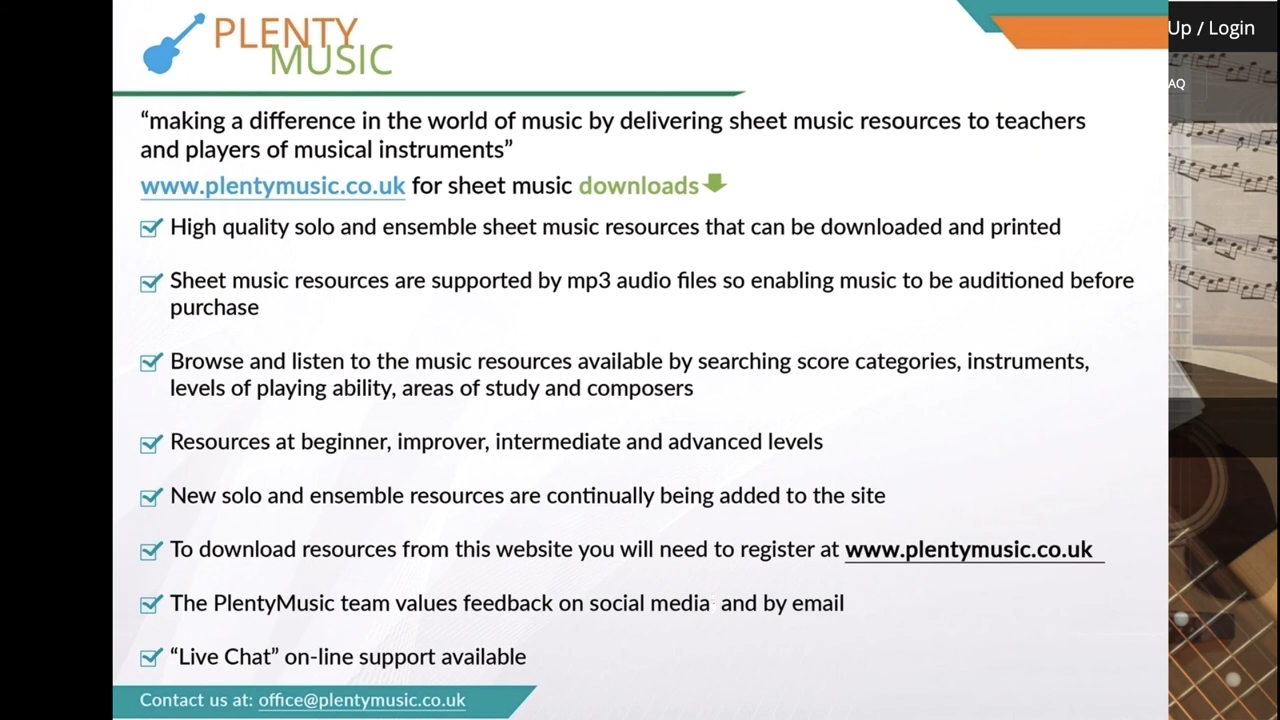 PLENTY
MUSIC
Up / Login
AQ
“making a difference in the world of music by delivering sheet music resources to teachers
and players of musical instruments”
www.plentymusic.co.uk for sheet music downloads
High quality solo and ensemble sheet music resources that can be downloaded and printed
Sheet music resources are supported by mp3 audio files so enabling music to be auditioned before
purchase
Browse and listen to the music resources available by searching score categories, instruments,
levels of playing ability, areas of study and composers
Resources at beginner, improver, intermediate and advanced levels
New solo and ensemble resources are continually being added to the site
To download resources from this website you will need to register at www.plentymusic.co.uk
The PlentyMusic team values feedback on social media and by email
“Live Chat” on-line support available
Contact us at: office@plentymusic.co.uk